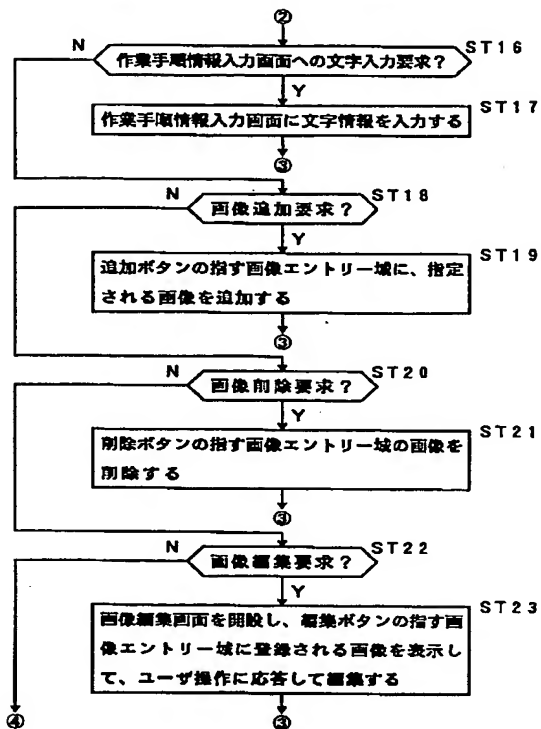 ②
N
ST16
作業手順情報入力画面への文字入力要求？
Y
ST17
作業手順情報入力画面に文字情報を入力する
③
N
ST18
画像追加要求？
Y
ST19
追加ボタンの指す画像エントリー域に、指定
される画像を追加する
③
N
ST20
画像削除要求？
Y
ST21
削除ボタンの指す画像エントリー域の画像を
削除する
③
N
ST22
画像編集要求？
Y
ST23
画像編集画面を開設し、編集ボタンの指す画
像エントリー域に登録される画像を表示し
て、ユーザ操作に応答して編集する
④
③